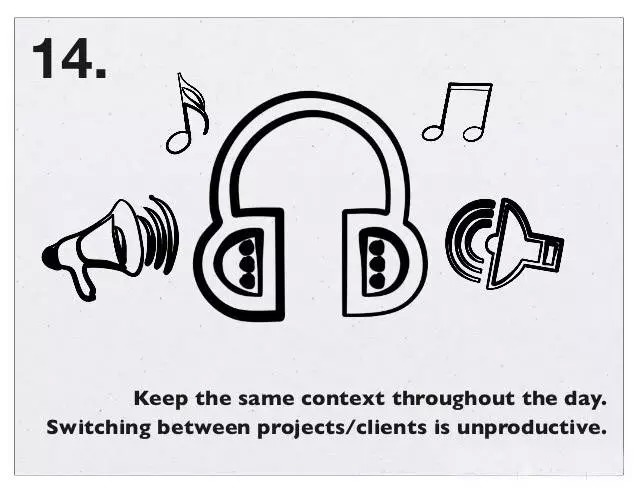 14.
Keep the same context throughout the day.
Switching between projects/clients is unproductive.